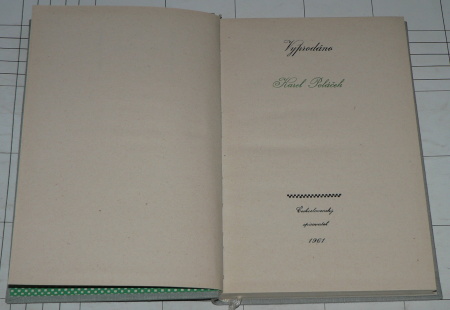 Vyprodáno
Karel Poláček
Československý
spisovatel
1961